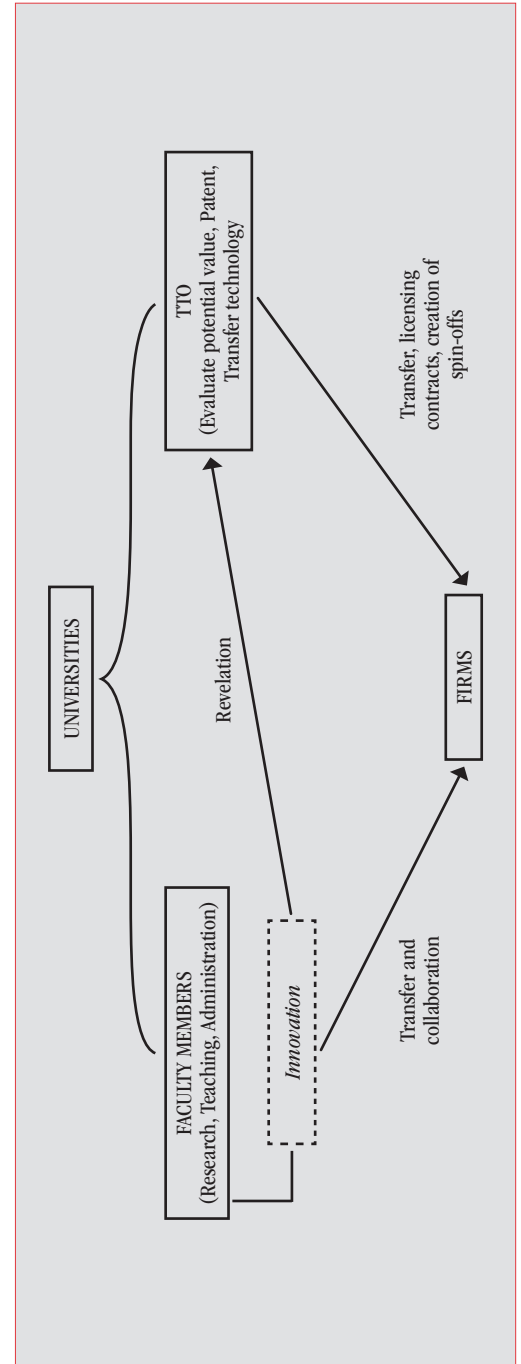 UNIVERSITIES
FACULTY MEMBERS
(Research, Teaching, Administration)
TTO
(Evaluate potential value, Patent,
Transfer technology
Innovation
Revelation
Transfer and
collaboration
Transfer, licensing
contracts, creation of
spin-offs
FIRMS